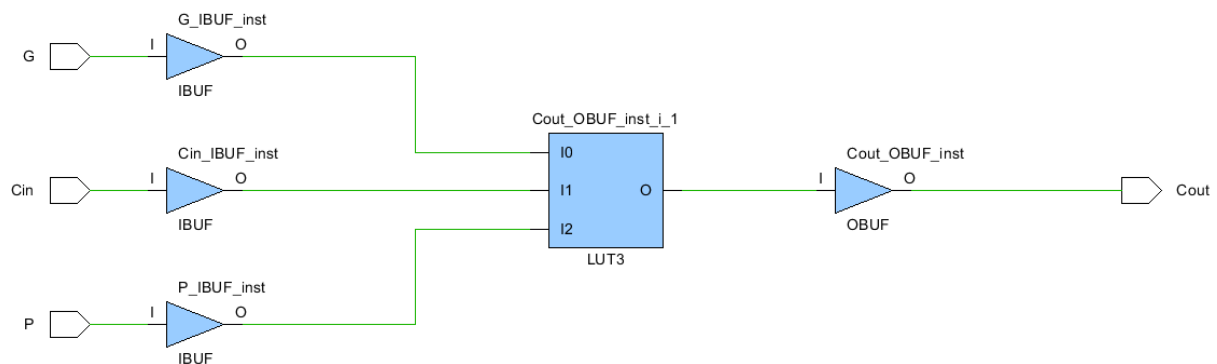 G_IBUF_inst
G
I
O
IBUF
Cout_OBUF_inst_i_1
Cin_IBUF_inst
I0
Cout_OBUF_inst
Cin
I
O
I1
O
I
O
Cout
IBUF
I2
OBUF
LUT3
P_IBUF_inst
P
I
O
IBUF